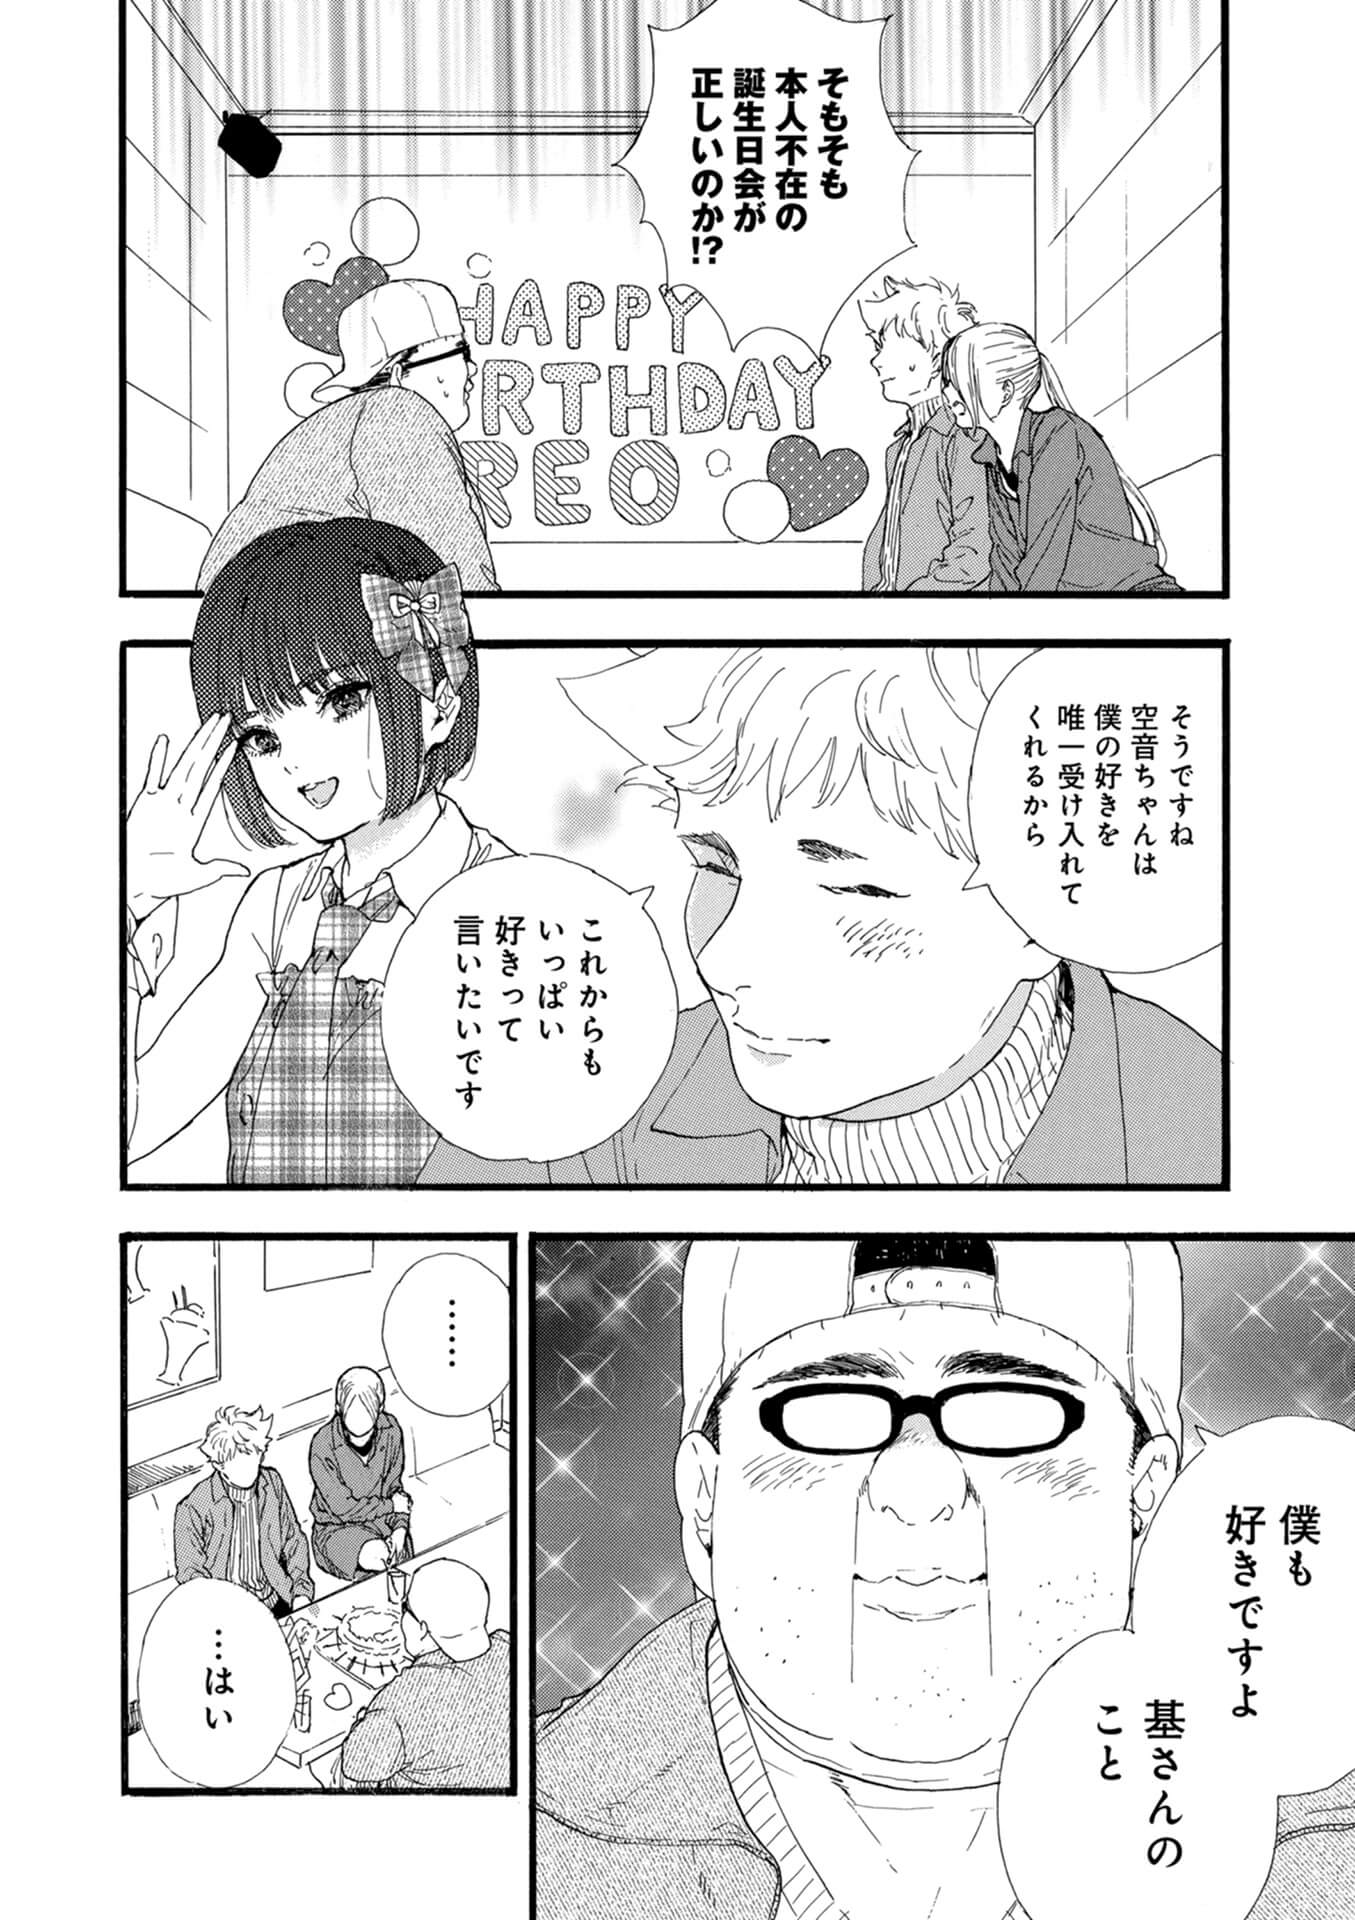 そもそも
本人不在の
誕生日会が
正しいのか!?
HAPPY
BIRTHDAY
REO
そうですね
空音ちゃんは
僕の好きを
唯一受け入れて
くれるから
これからも
いっぱい
好きって
言いたいです
僕も
好きですよ
基さんの
こと
……
…はい